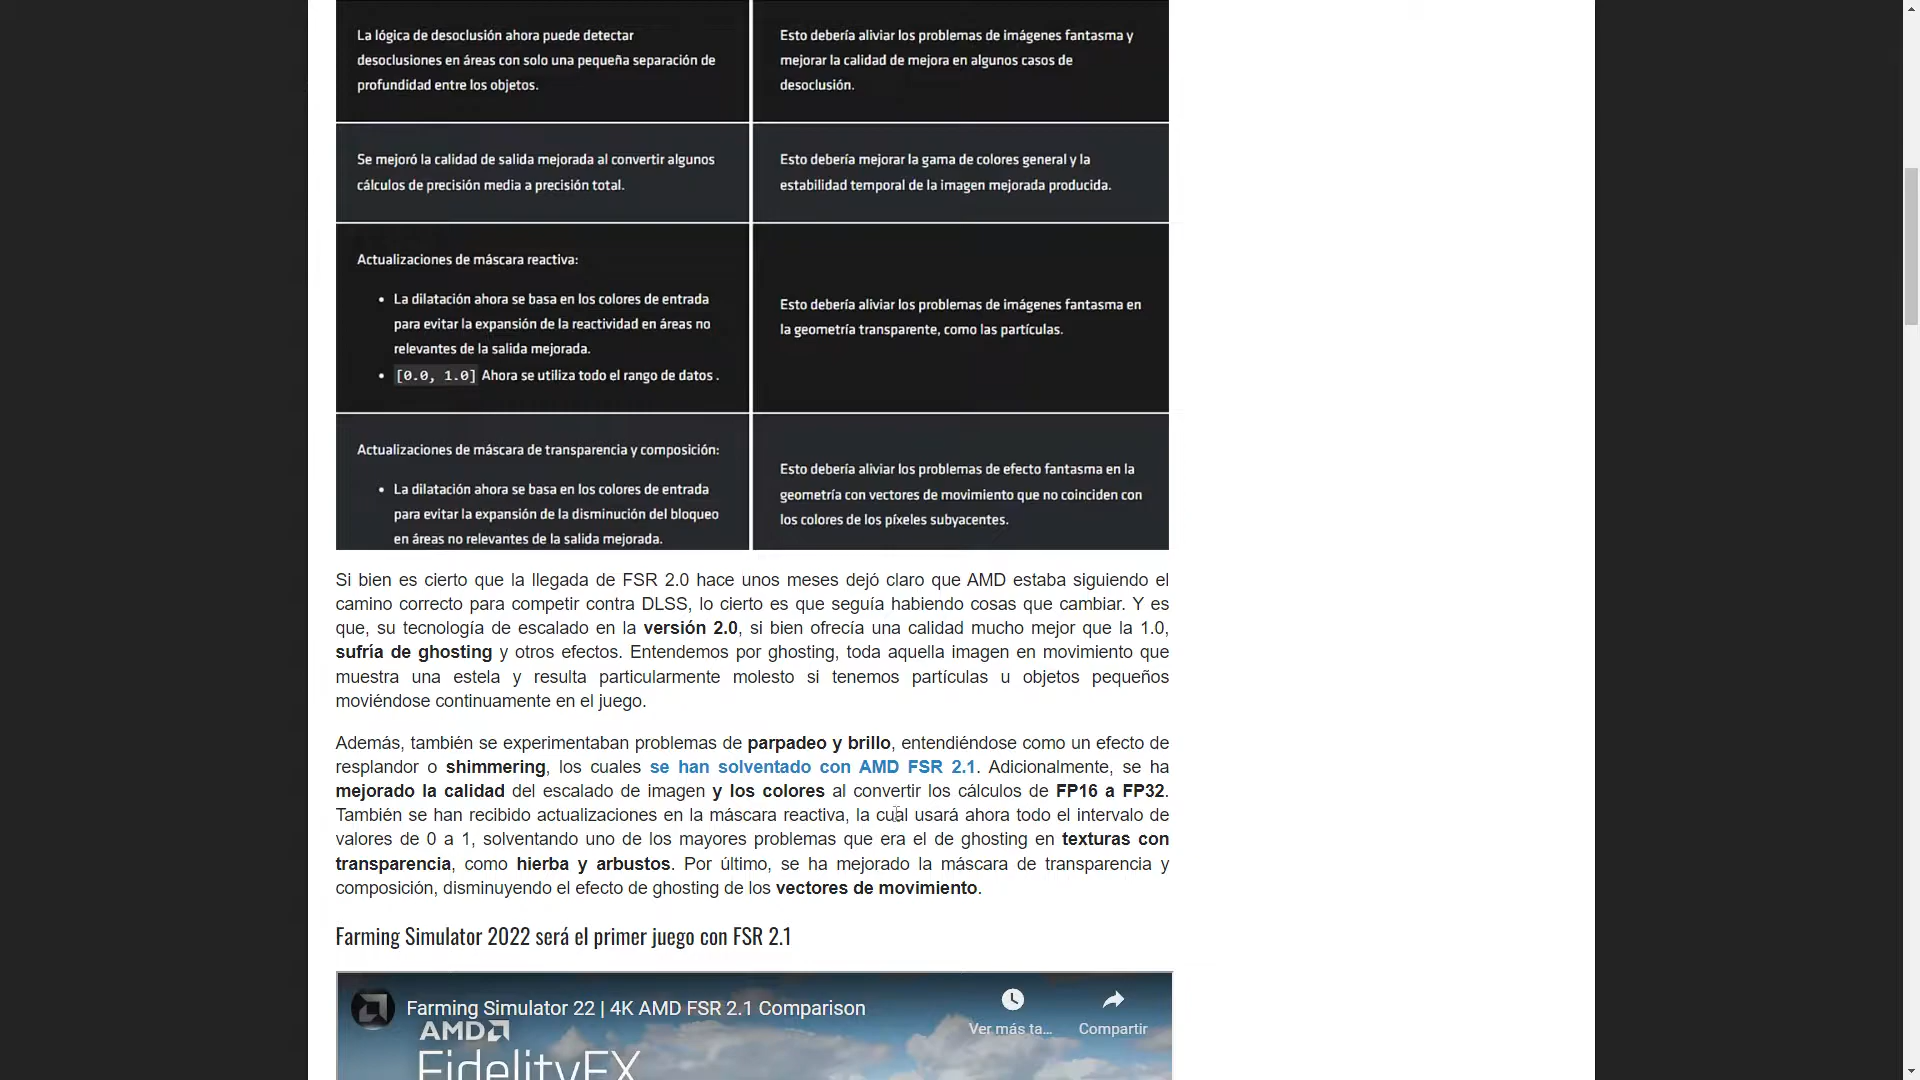 La lógica de desoclusión ahora puede detectar
desoclusiones en áreas con solo una pequeña separación de
profundidad entre los objetos.
Esto debería aliviar los problemas de imágenes fantasma y
mejorar la calidad de mejora en algunos casos de
desoclusión.
Se mejoró la calidad de salida mejorada al convertir algunos
cálculos de precisión media a precisión total.
Esto debería mejorar la gama de colores general y la
estabilidad temporal de la imagen mejorada producida.
Actualizaciones de máscara reactiva:
• La dilatación ahora se basa en los colores de entrada
para evitar la expansión de la reactividad en áreas no
relevantes de la salida mejorada.
• [0.0, 1.0] Ahora se utiliza todo el rango de datos .
Esto debería aliviar los problemas de imágenes fantasma en
la geometría transparente, como las partículas.
Actualizaciones de máscara de transparencia y composición:
• La dilatación ahora se basa en los colores de entrada
para evitar la expansión de la disminución del bloqueo
en áreas no relevantes de la salida mejorada.
Esto debería aliviar los problemas de efecto fantasma en la
geometría con vectores de movimiento que no coinciden con
los colores de los píxeles subyacentes.
Si bien es cierto que la llegada de FSR 2.0 hace unos meses dejó claro que AMD estaba siguiendo el
camino correcto para competir contra DLSS, lo cierto es que seguía habiendo cosas que cambiar. Y es
que, su tecnología de escalado en la versión 2.0, si bien ofrecía una calidad mucho mejor que la 1.0,
sufría de ghosting y otros efectos. Entendemos por ghosting, toda aquella imagen en movimiento que
muestra una estela y resulta particularmente molesto si tenemos partículas u objetos pequeños
moviéndose continuamente en el juego.
Además, también se experimentaban problemas de parpadeo y brillo, entendiéndose como un efecto de
resplandor o shimmering, los cuales se han solventado con AMD FSR 2.1. Adicionalmente, se ha
mejorado la calidad del escalado de imagen y los colores al convertir los cálculos de FP16 a FP32.
También se han recibido actualizaciones en la máscara reactiva, la cual usará ahora todo el intervalo de
valores de 0 a 1, solventando uno de los mayores problemas que era el de ghosting en texturas con
transparencia, como hierba y arbustos. Por último, se ha mejorado la máscara de transparencia y
composición, disminuyendo el efecto de ghosting de los vectores de movimiento.
Farming Simulator 2022 será el primer juego con FSR 2.1
Farming Simulator 22 | 4K AMD FSR 2.1 Comparison
Ver más ta...
Compartir
AMD
FidelityFX